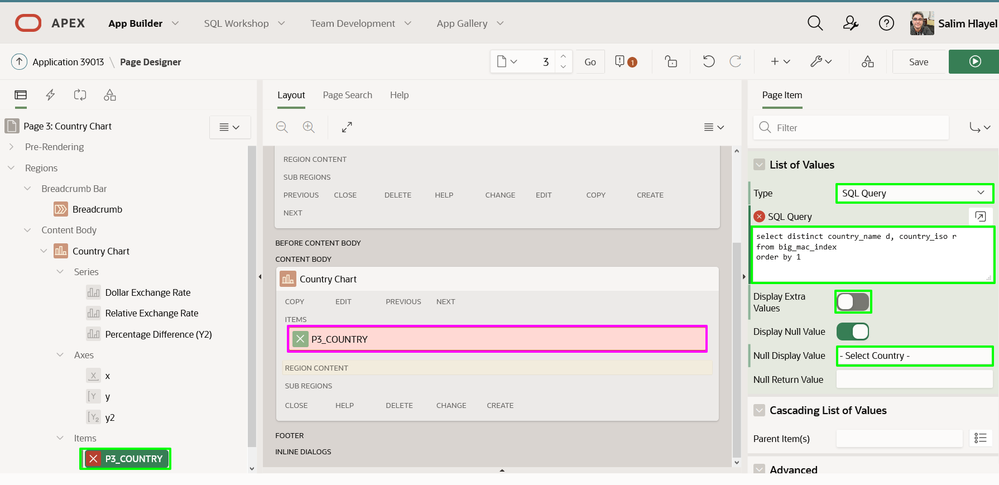 APEX
App Builder
SQL Workshop
Team Development
App Gallery
Salim Hlayel
Application 39013 \ Page Designer
3
Go
1
Save
Page 3: Country Chart
Pre-Rendering
Regions
Breadcrumb Bar
Breadcrumb
Content Body
Country Chart
Series
Dollar Exchange Rate
Relative Exchange Rate
Percentage Difference (Y2)
Axes
x
y
y2
Items
P3_COUNTRY
Layout
Page Search
Help
REGION CONTENT
SUB REGIONS
PREVIOUS CLOSE DELETE HELP CHANGE EDIT COPY CREATE
NEXT
BEFORE CONTENT BODY
CONTENT BODY
Country Chart
COPY EDIT PREVIOUS NEXT
ITEMS
P3_COUNTRY
REGION CONTENT
SUB REGIONS
CLOSE HELP DELETE CHANGE CREATE
FOOTER
INLINE DIALOGS
Page Item
Filter
List of Values
Type
SQL Query
SQL Query
select distinct country_name d, country_iso r
from big_mac_index
order by 1
Display Extra
Values
Display Null Value
Null Display Value
- Select Country -
Null Return Value
Cascading List of Values
Parent Item(s)
Advanced